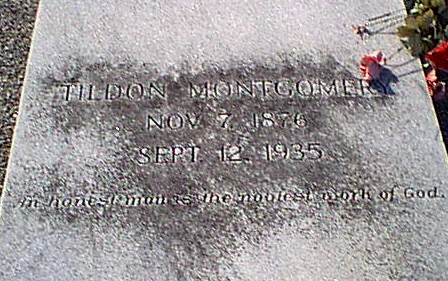 TILDON MONTGOMERY
NOV 7, 1876
SEPT. 12, 1935
An honest man is the noblest work of God.